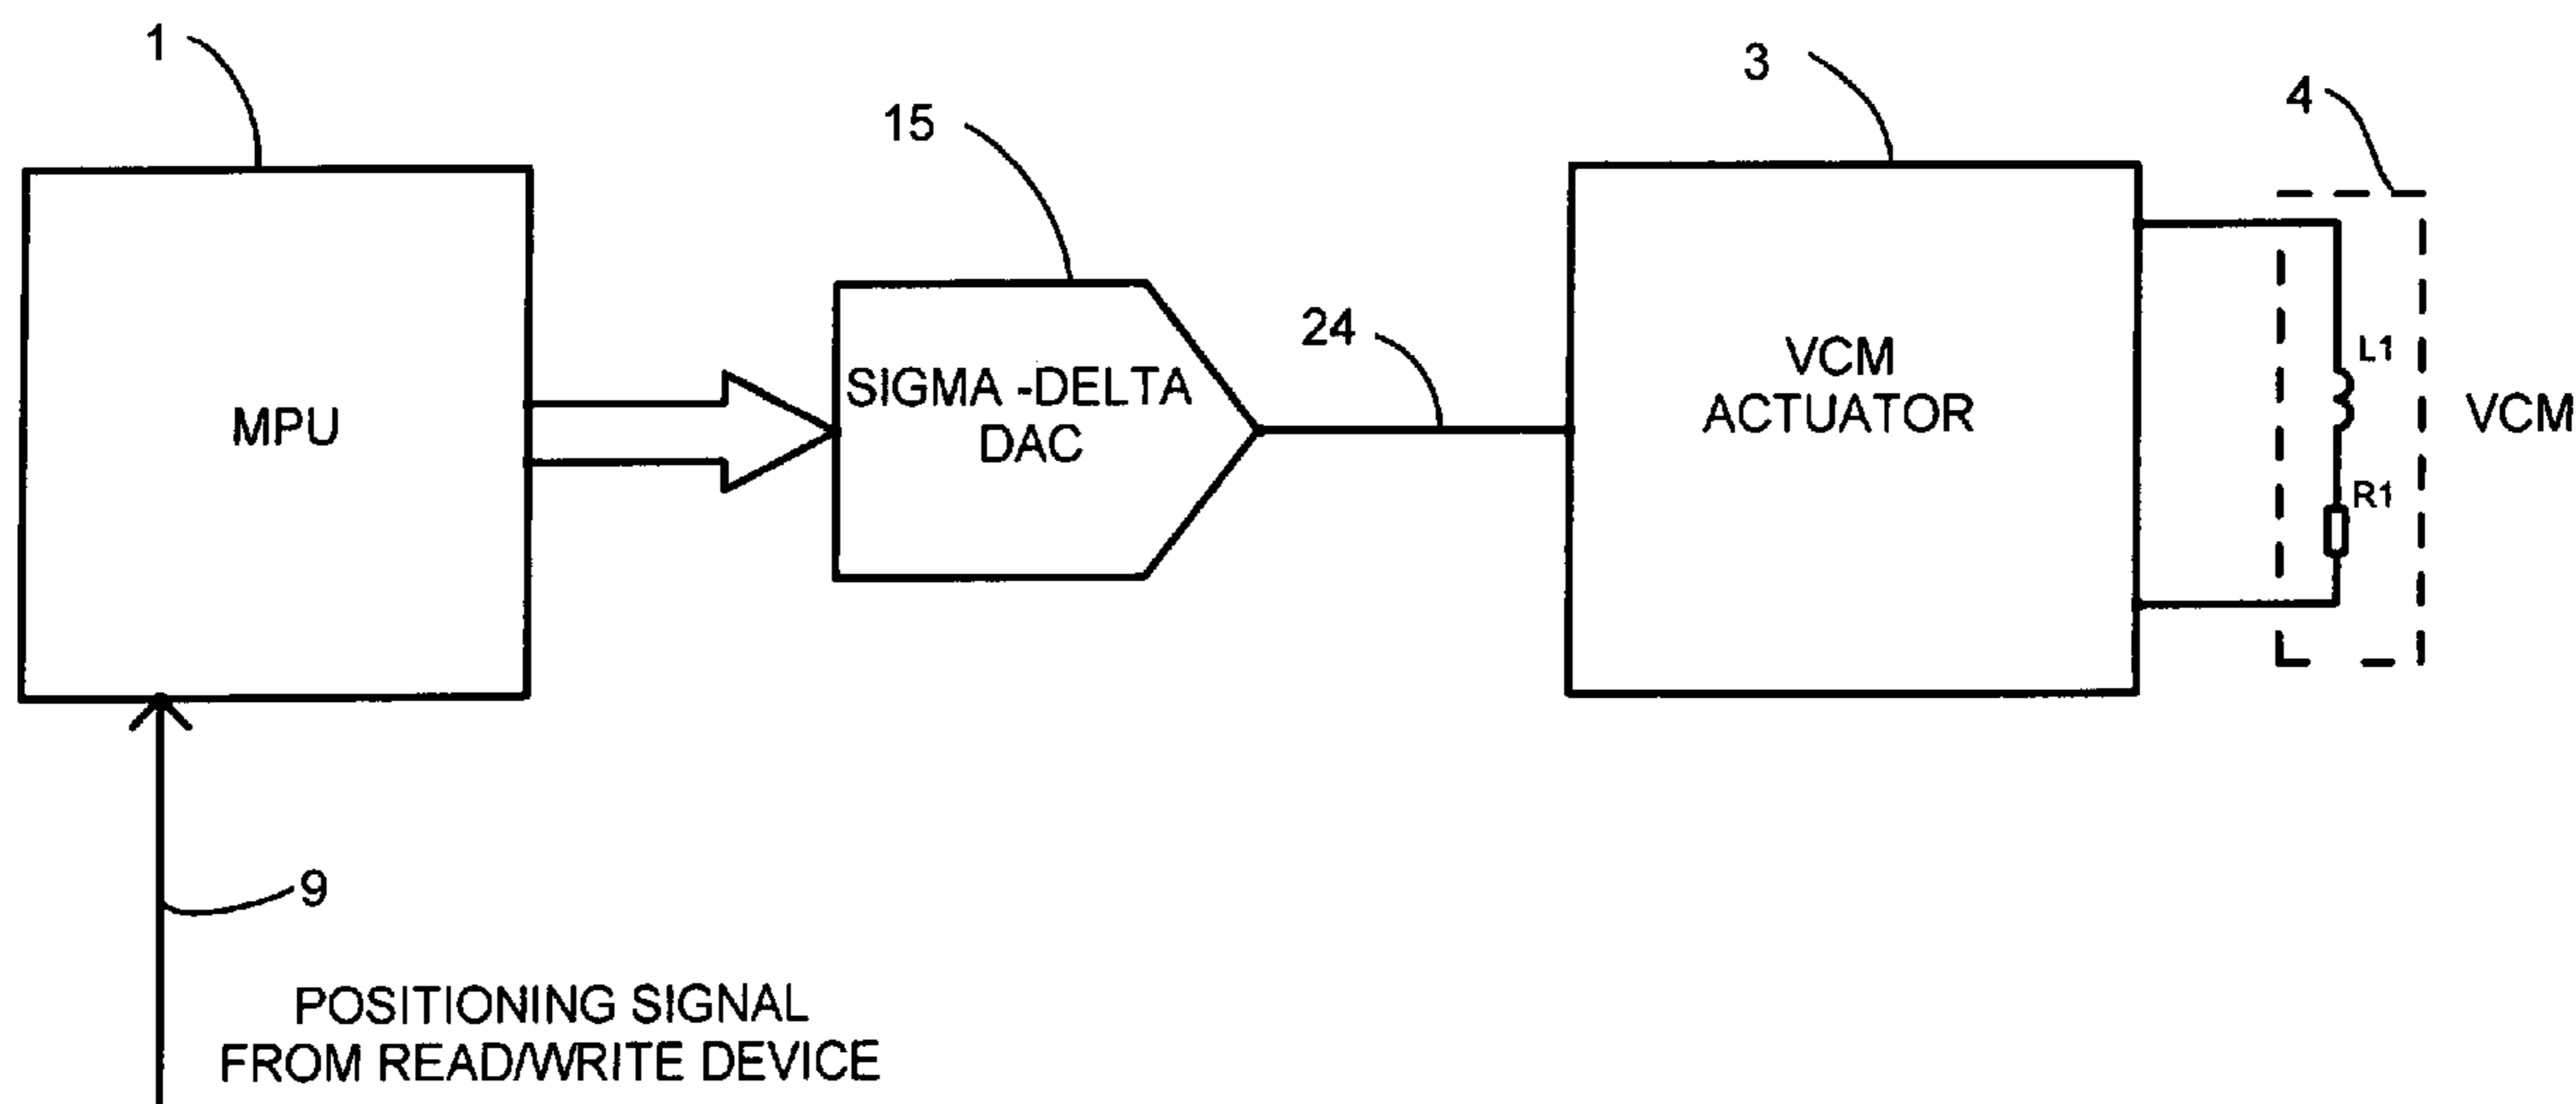 1
15
3
4
MPU
SIGMA -DELTA
DAC
24
VCM
ACTUATOR
L1
R1
VCM
9
POSITIONING SIGNAL
FROM READ/WRITE DEVICE